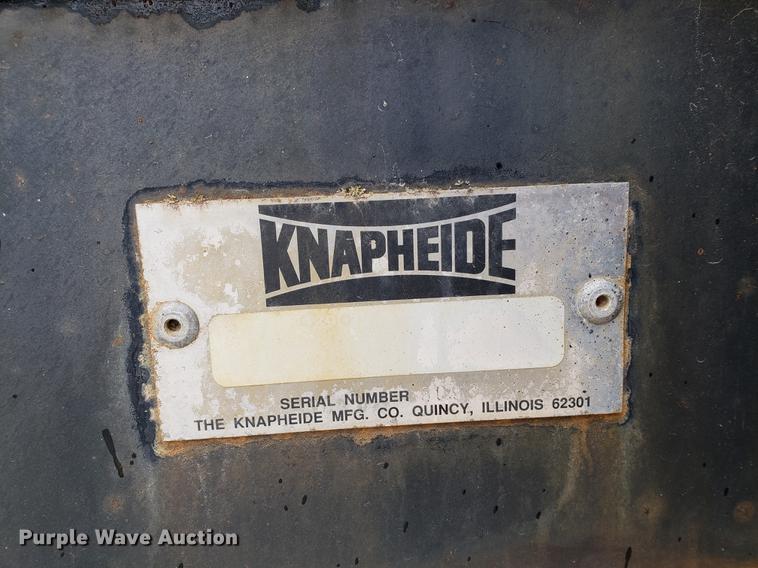 KNAPHEIDE
SERIAL NUMBER
THE KNAPHEIDE MFG. CO. QUINCY, ILLINOIS 62301
Purple Wave Auction